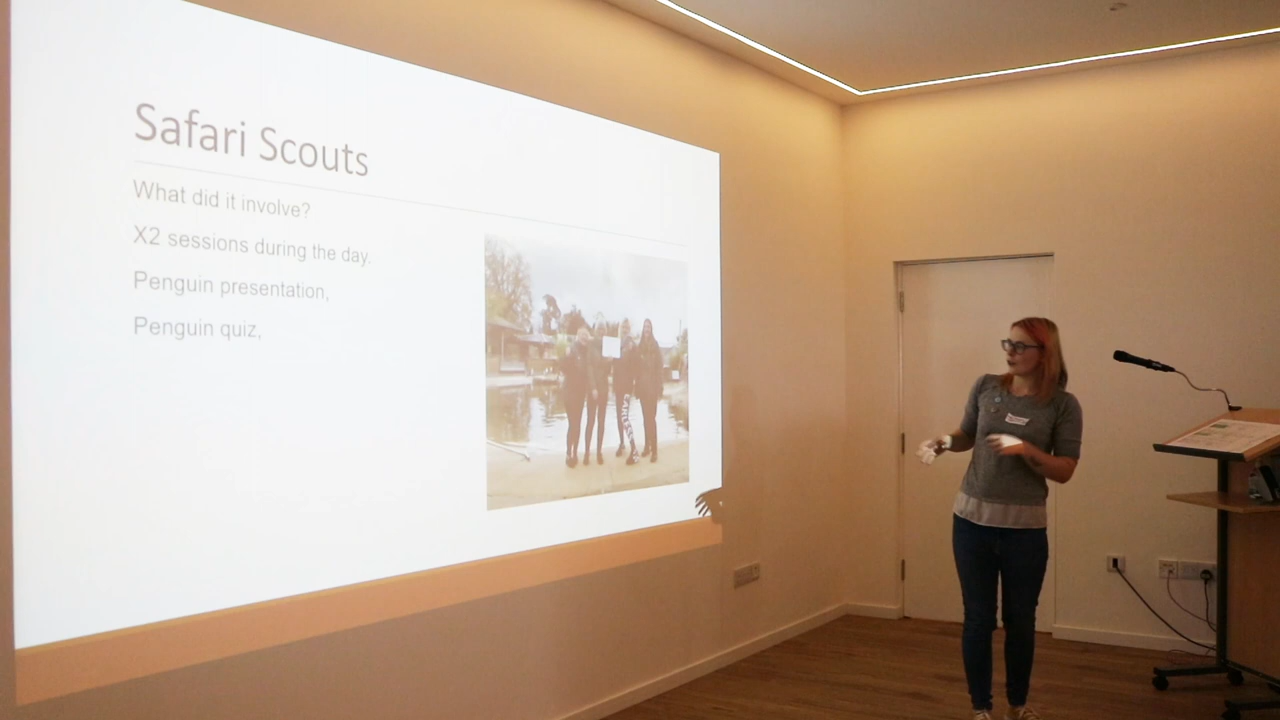 Safari Scouts
What did it involve?
X2 sessions during the day.
Penguin presentation,
Penguin quiz,